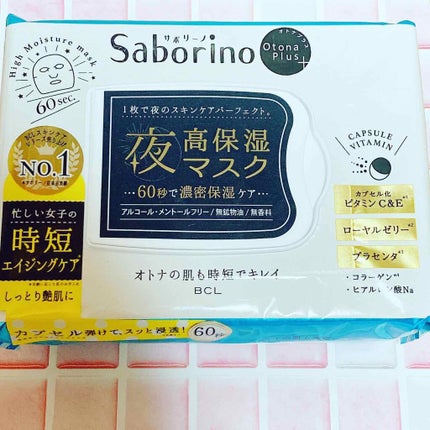 High Moisture mask
60 sec.
サボリーノ
Saborino
オトナプラス
Otona Plus+
1枚で夜のスキンケアパーフェクト。
夜 高保湿マスク
…60秒で濃密保湿ケア…
アルコール・メントールフリー/無鉱物油/無香料
NO.1
忙しい女子の
時短
エイジングケア
しっとり艶肌に
CAPSULE VITAMIN
カプセル化
ビタミンC&E
ローヤルゼリー
プラセンタ
・コラーゲン
・ヒアルロン酸Na
オトナの肌も時短でキレイ
BCL
カプセル弾けて、スッと浸透!
60秒